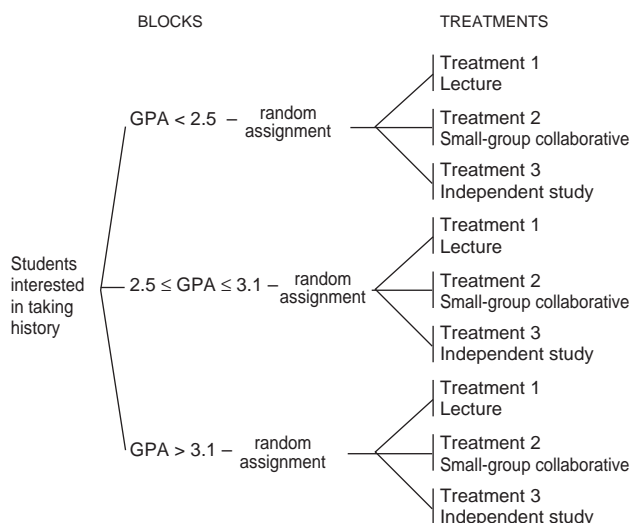 BLOCKS
TREATMENTS
Students
interested
in taking
history
GPA < 2.5 –
random
assignment
Treatment 1
Lecture
Treatment 2
Small-group collaborative
Treatment 3
Independent study
2.5 ≤ GPA ≤ 3.1 –
random
assignment
Treatment 1
Lecture
Treatment 2
Small-group collaborative
Treatment 3
Independent study
GPA > 3.1 –
random
assignment
Treatment 1
Lecture
Treatment 2
Small-group collaborative
Treatment 3
Independent study